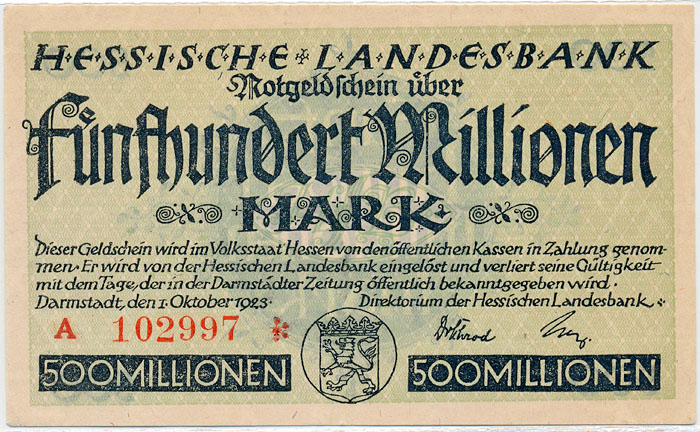 HESSISCHE LANDESBANK
Notgeldschein über
Fünfhundert Millionen
MARK
Dieser Geldschein wird im Volksstaat Hessen von den öffentlichen Kassen in Zahlung genom-
men. Er wird von der Hessischen Landesbank eingelöst und verliert seine Gültigkeit
mit dem Tage, der in der Darmstädter Zeitung öffentlich bekanntgegeben wird.
Darmstadt, den 1. Oktober 1923. Direktorium der Hessischen Landesbank.
A 102997 *
500 MILLIONEN 500 MILLIONEN